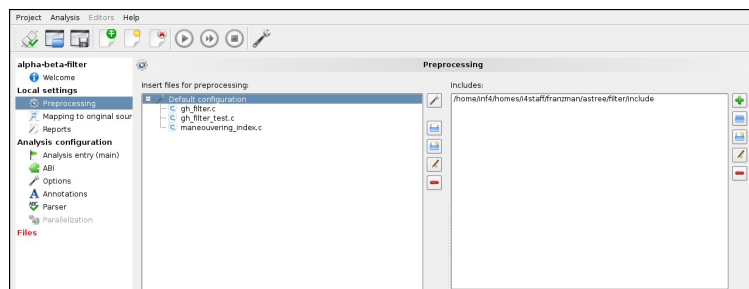 Project Analysis Editors Help
alpha-beta-filter
Welcome
Local settings
Preprocessing
Mapping to original sour
Reports
Analysis configuration
Analysis entry (main)
ABI
Options
Annotations
Parser
Parallelization
Files
Preprocessing
Insert files for preprocessing:
Default configuration
gh_filter.c
gh_filter_test.c
maneouvering_index.c
Includes:
/home/inf4/homes/i4staff/franzman/astree/filter/include